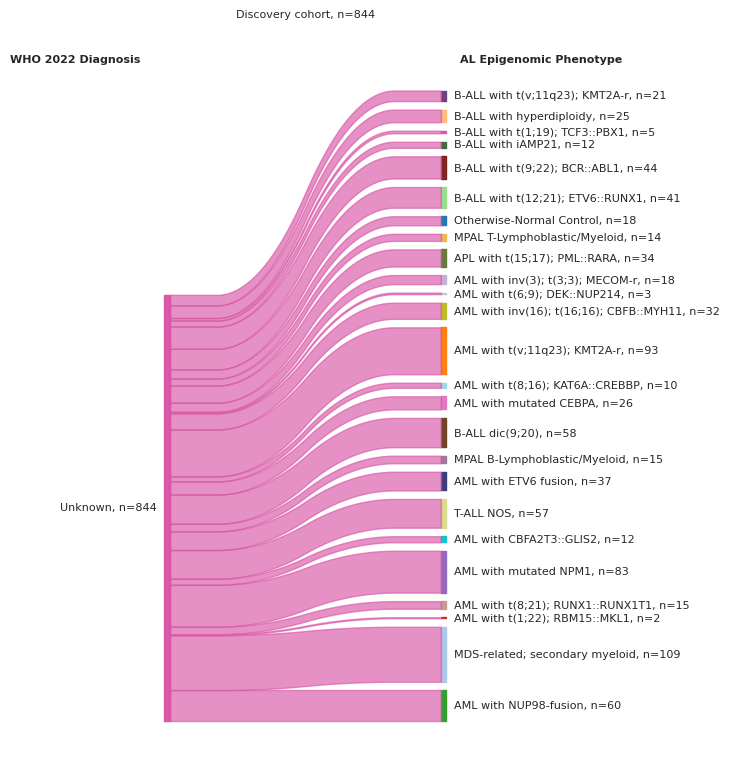 Discovery cohort, n=844
WHO 2022 Diagnosis
AL Epigenomic Phenotype
B-ALL with t(v;11q23); KMT2A-r, n=21
B-ALL with hyperdiploidy, n=25
B-ALL with t(1;19); TCF3::PBX1, n=5
B-ALL with iAMP21, n=12
B-ALL with t(9;22); BCR::ABL1, n=44
B-ALL with t(12;21); ETV6::RUNX1, n=41
Otherwise-Normal Control, n=18
MPAL T-Lymphoblastic/Myeloid, n=14
APL with t(15;17); PML::RARA, n=34
AML with inv(3); t(3;3); MECOM-r, n=18
AML with t(6;9); DEK::NUP214, n=3
AML with inv(16); t(16;16); CBFB::MYH11, n=32
AML with t(v;11q23); KMT2A-r, n=93
AML with t(8;16); KAT6A::CREBBP, n=10
AML with mutated CEBPA, n=26
B-ALL dic(9;20), n=58
MPAL B-Lymphoblastic/Myeloid, n=15
AML with ETV6 fusion, n=37
Unknown, n=844
T-ALL NOS, n=57
AML with CBFA2T3::GLIS2, n=12
AML with mutated NPM1, n=83
AML with t(8;21); RUNX1::RUNX1T1, n=15
AML with t(1;22); RBM15::MKL1, n=2
MDS-related; secondary myeloid, n=109
AML with NUP98-fusion, n=60